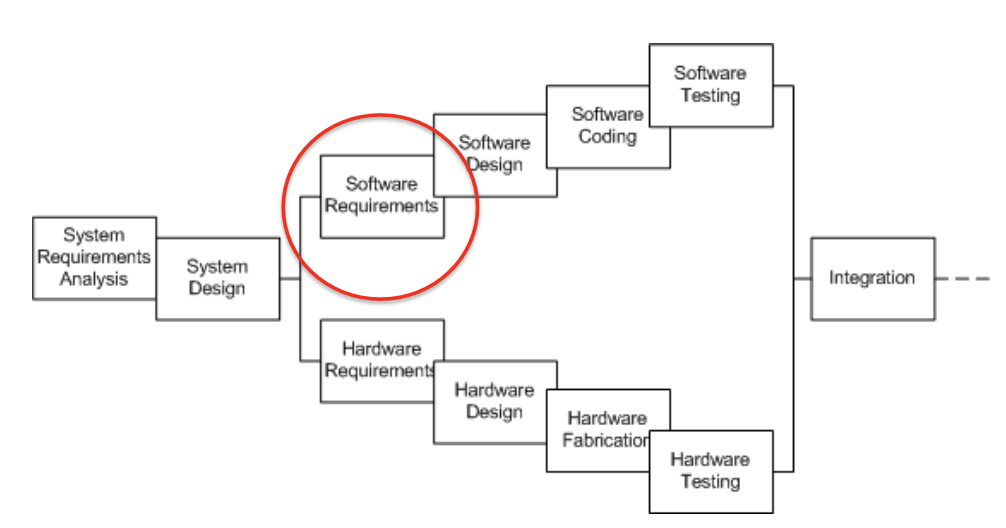 System
Requirements
Analysis
System
Design
Software
Requirements
Software
Design
Software
Coding
Software
Testing
Hardware
Requirements
Hardware
Design
Hardware
Fabrication
Hardware
Testing
Integration